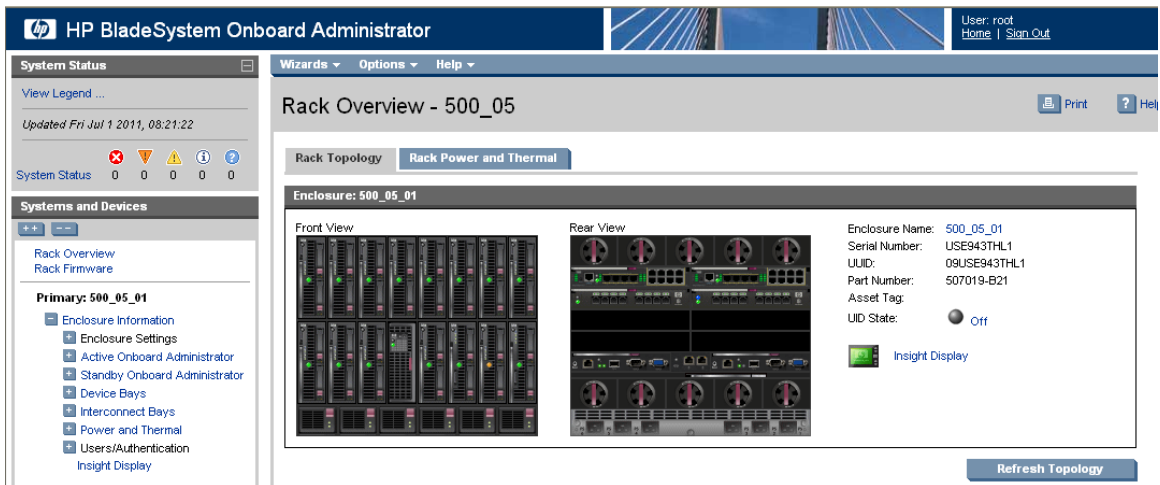 hp HP BladeSystem Onboard Administrator
User: root
Home | Sign Out
System Status
View Legend ...
Updated Fri Jul 1 2011, 08:21:22
System Status 0 0 0 0 0
Systems and Devices
++ --
Rack Overview
Rack Firmware
Primary: 500_05_01
Enclosure Information
Enclosure Settings
Active Onboard Administrator
Standby Onboard Administrator
Device Bays
Interconnect Bays
Power and Thermal
Users/Authentication
Insight Display
Wizards Options Help
Rack Overview - 500_05
Print ? Help
Rack Topology Rack Power and Thermal
Enclosure: 500_05_01
Front View Rear View
Enclosure Name: 500_05_01
Serial Number: USE943THL1
UUID: 09USE943THL1
Part Number: 507019-B21
Asset Tag:
UID State: Off
Insight Display
Refresh Topology